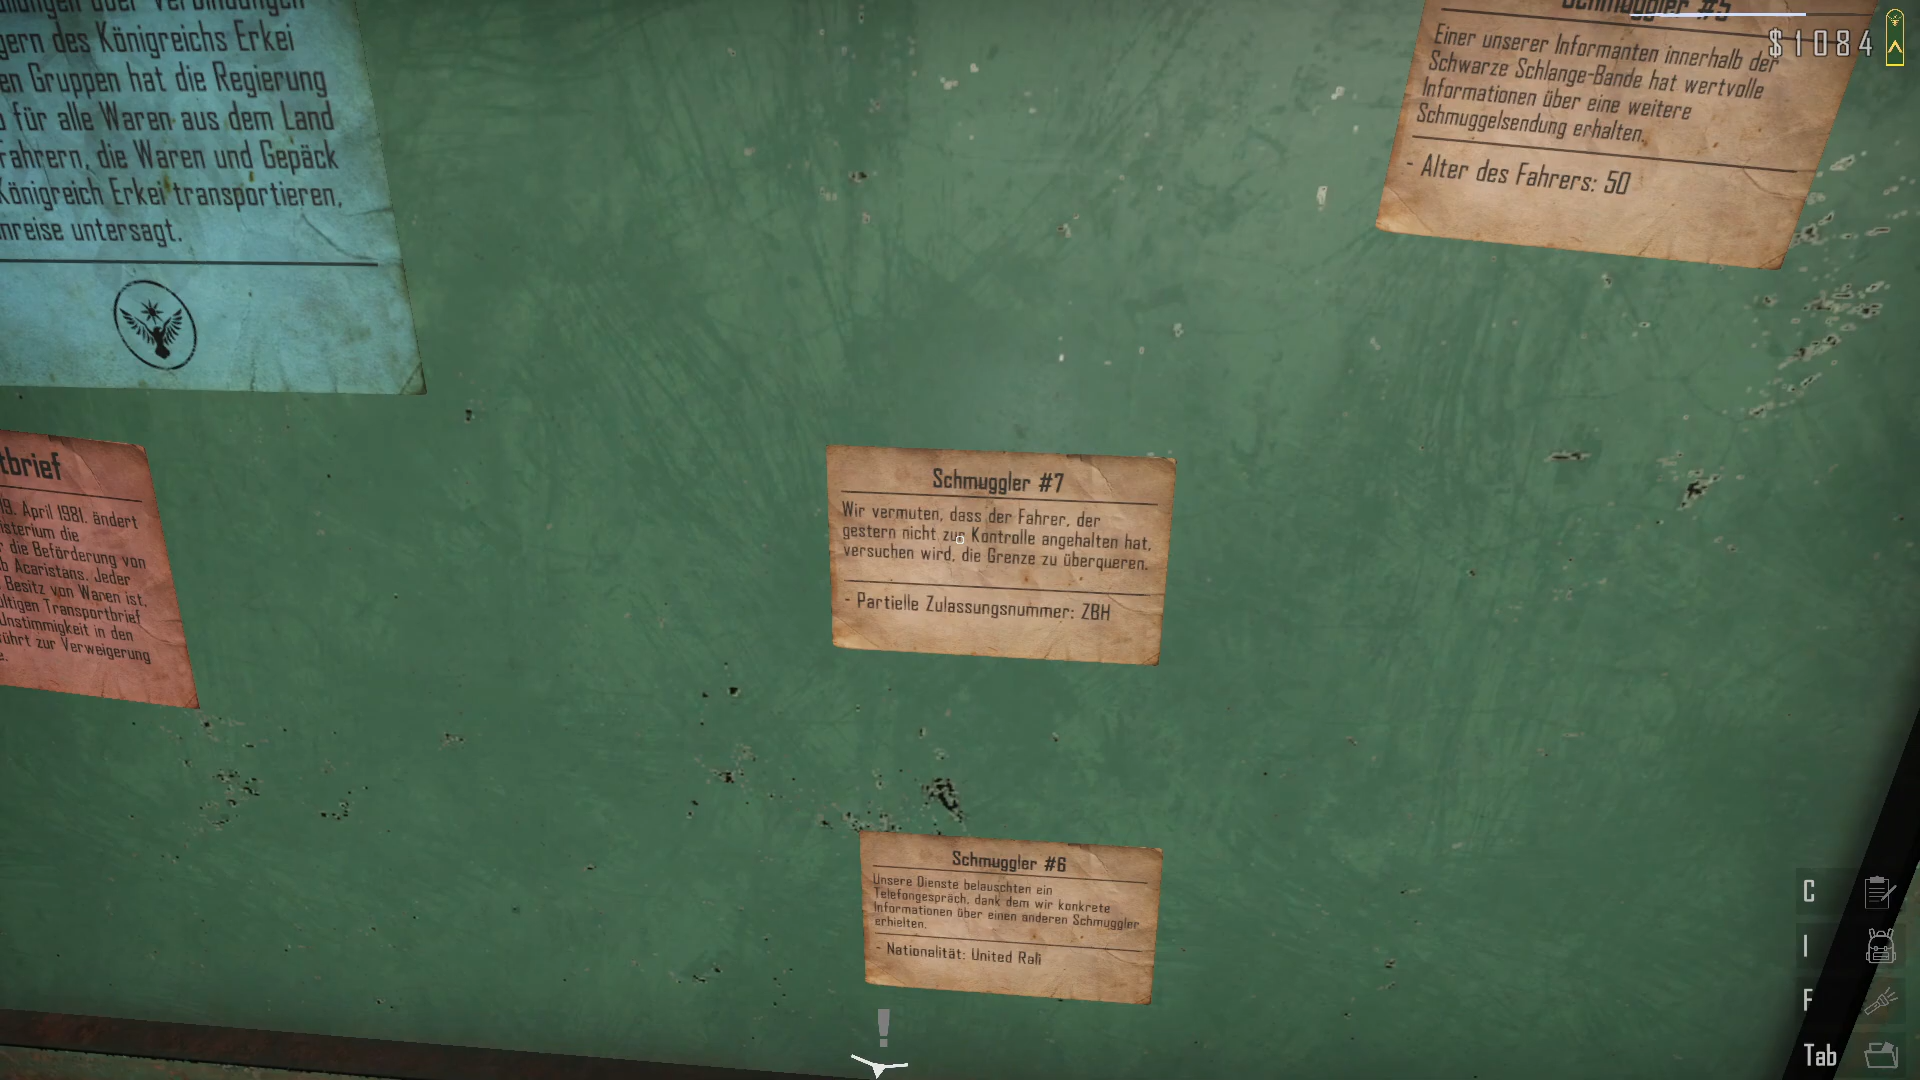 gern des Königreichs Erkei
en Gruppen hat die Regierung
für alle Waren aus dem Land
Fahrern, die Waren und Gepäck
Königreich Erkei transportieren,
nreise untersagt.
tbrief
19. April 1981. ändert
isterium die
r die Beförderung von
b Acaristans. Jeder
Besitz von Waren ist,
ltigen Transportbrief
Unstimmigkeit in den
ührt zur Verweigerung
e.
Schmuggler #7
Wir vermuten, dass der Fahrer, der
gestern nicht zur Kontrolle angehalten hat,
versuchen wird, die Grenze zu überqueren.
- Partielle Zulassungsnummer: ZBH
Schmuggler #6
Unsere Dienste belauschten ein
Telefongespräch, dank dem wir konkrete
Informationen über einen anderen Schmuggler
erhielten.
- Nationalität: United Rali
Schmuggler #5
Einer unserer Informanten innerhalb der
Schwarze Schlange-Bande hat wertvolle
Informationen über eine weitere
Schmuggelsendung erhalten.
- Alter des Fahrers: 50
$1084
C
I
F
Tab